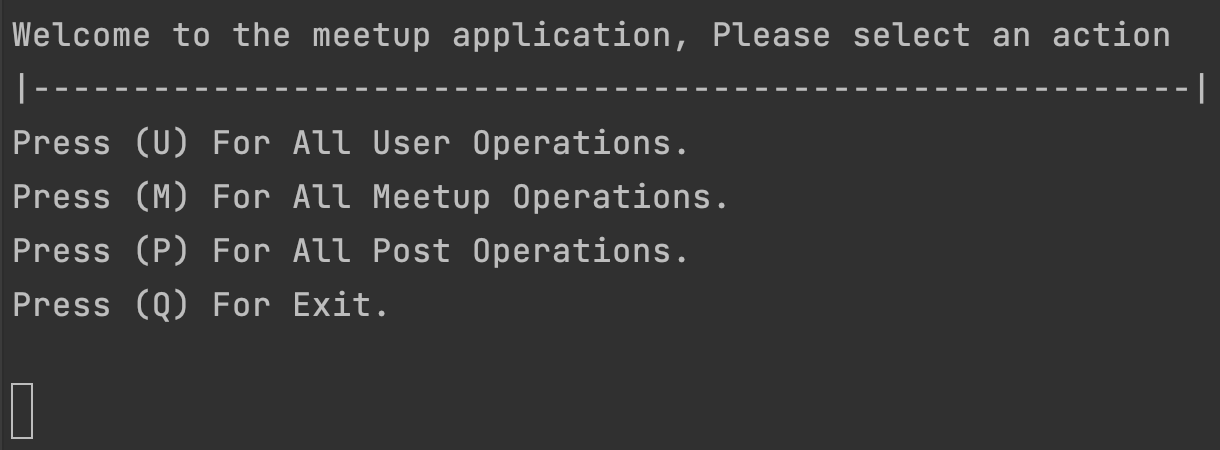 Welcome to the meetup application, Please select an action
|----------------------------------------------------------|
Press (U) For All User Operations.
Press (M) For All Meetup Operations.
Press (P) For All Post Operations.
Press (Q) For Exit.